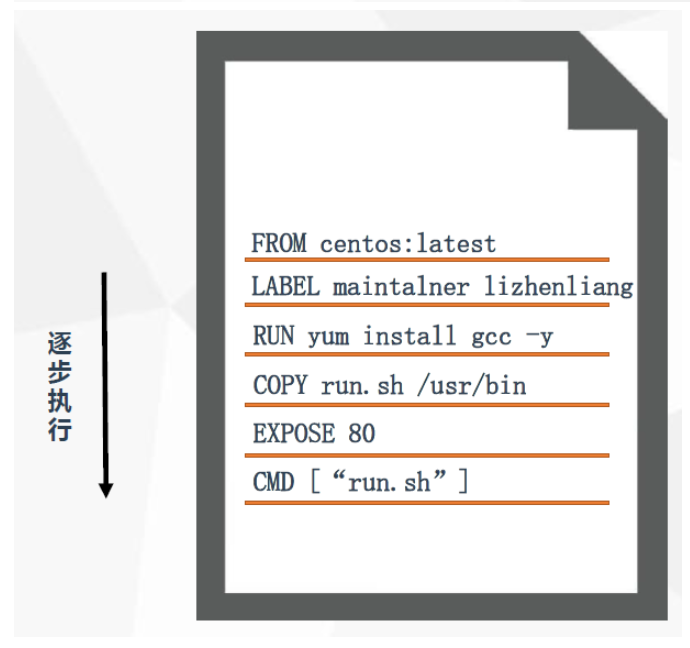 FROM centos:latest
LABEL maintalner lizhenliang
RUN yum install gcc -y
COPY run.sh /usr/bin
EXPOSE 80
CMD [“run.sh”]
逐步执行